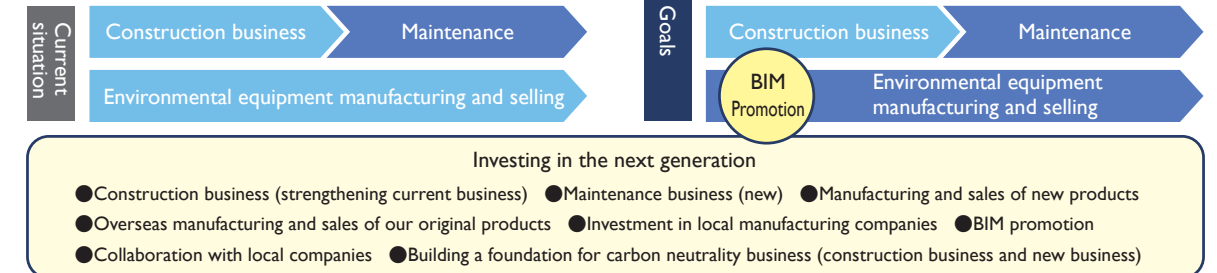 Current
situation
Construction business
Maintenance
Environmental equipment manufacturing and selling
Goals
Construction business
Maintenance
BIM
Promotion
Environmental equipment
manufacturing and selling
Investing in the next generation
●Construction business (strengthening current business) ●Maintenance business (new) ●Manufacturing and sales of new products
●Overseas manufacturing and sales of our original products ●Investment in local manufacturing companies ●BIM promotion
●Collaboration with local companies ●Building a foundation for carbon neutrality business (construction business and new business)